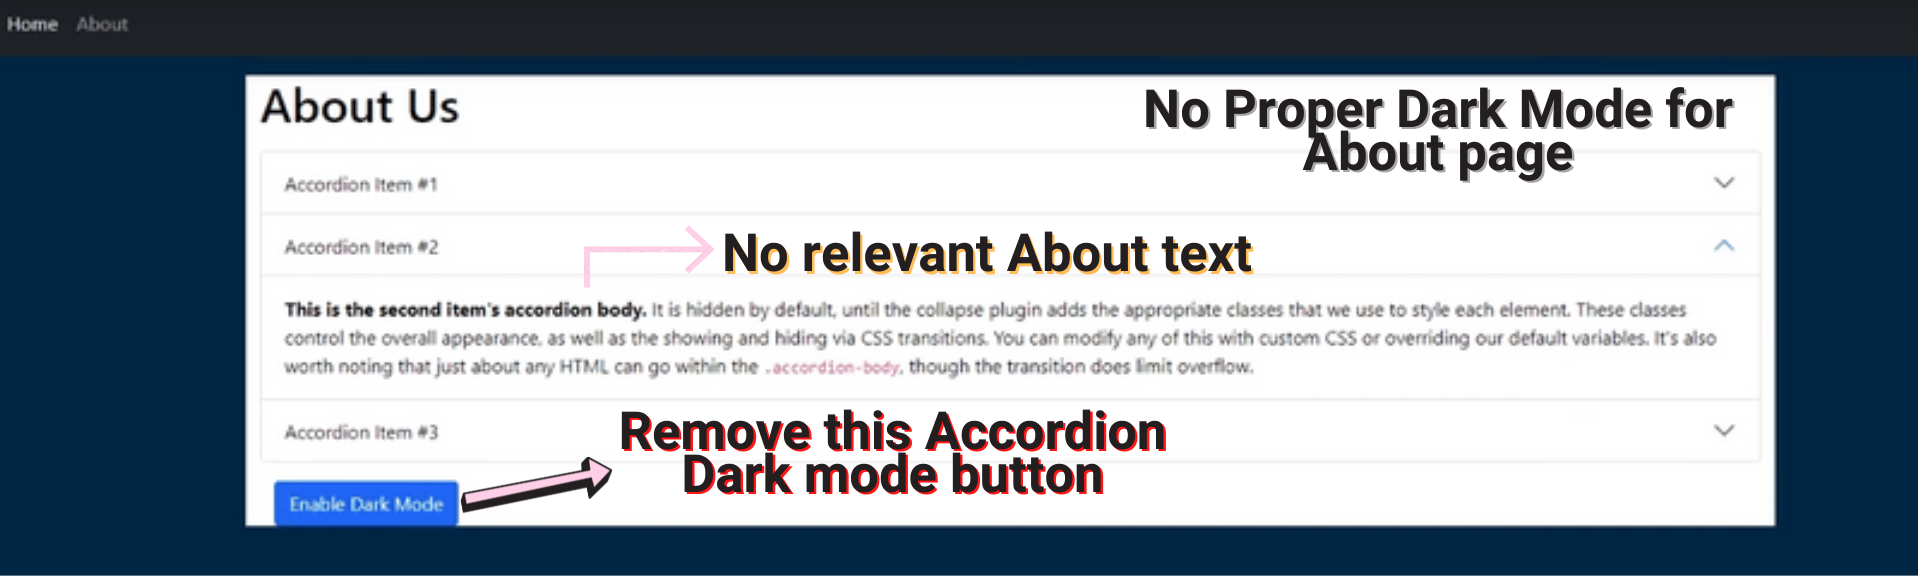 Home About
About Us
No Proper Dark Mode for
About page
Accordion Item #1
Accordion Item #2
No relevant About text
This is the second item's accordion body. It is hidden by default, until the collapse plugin adds the appropriate classes that we use to style each element. These classes
control the overall appearance, as well as the showing and hiding via CSS transitions. You can modify any of this with custom CSS or overriding our default variables. It's also
worth noting that just about any HTML can go within the .accordion-body, though the transition does limit overflow.
Accordion Item #3
Remove this Accordion
Dark mode button
Enable Dark Mode